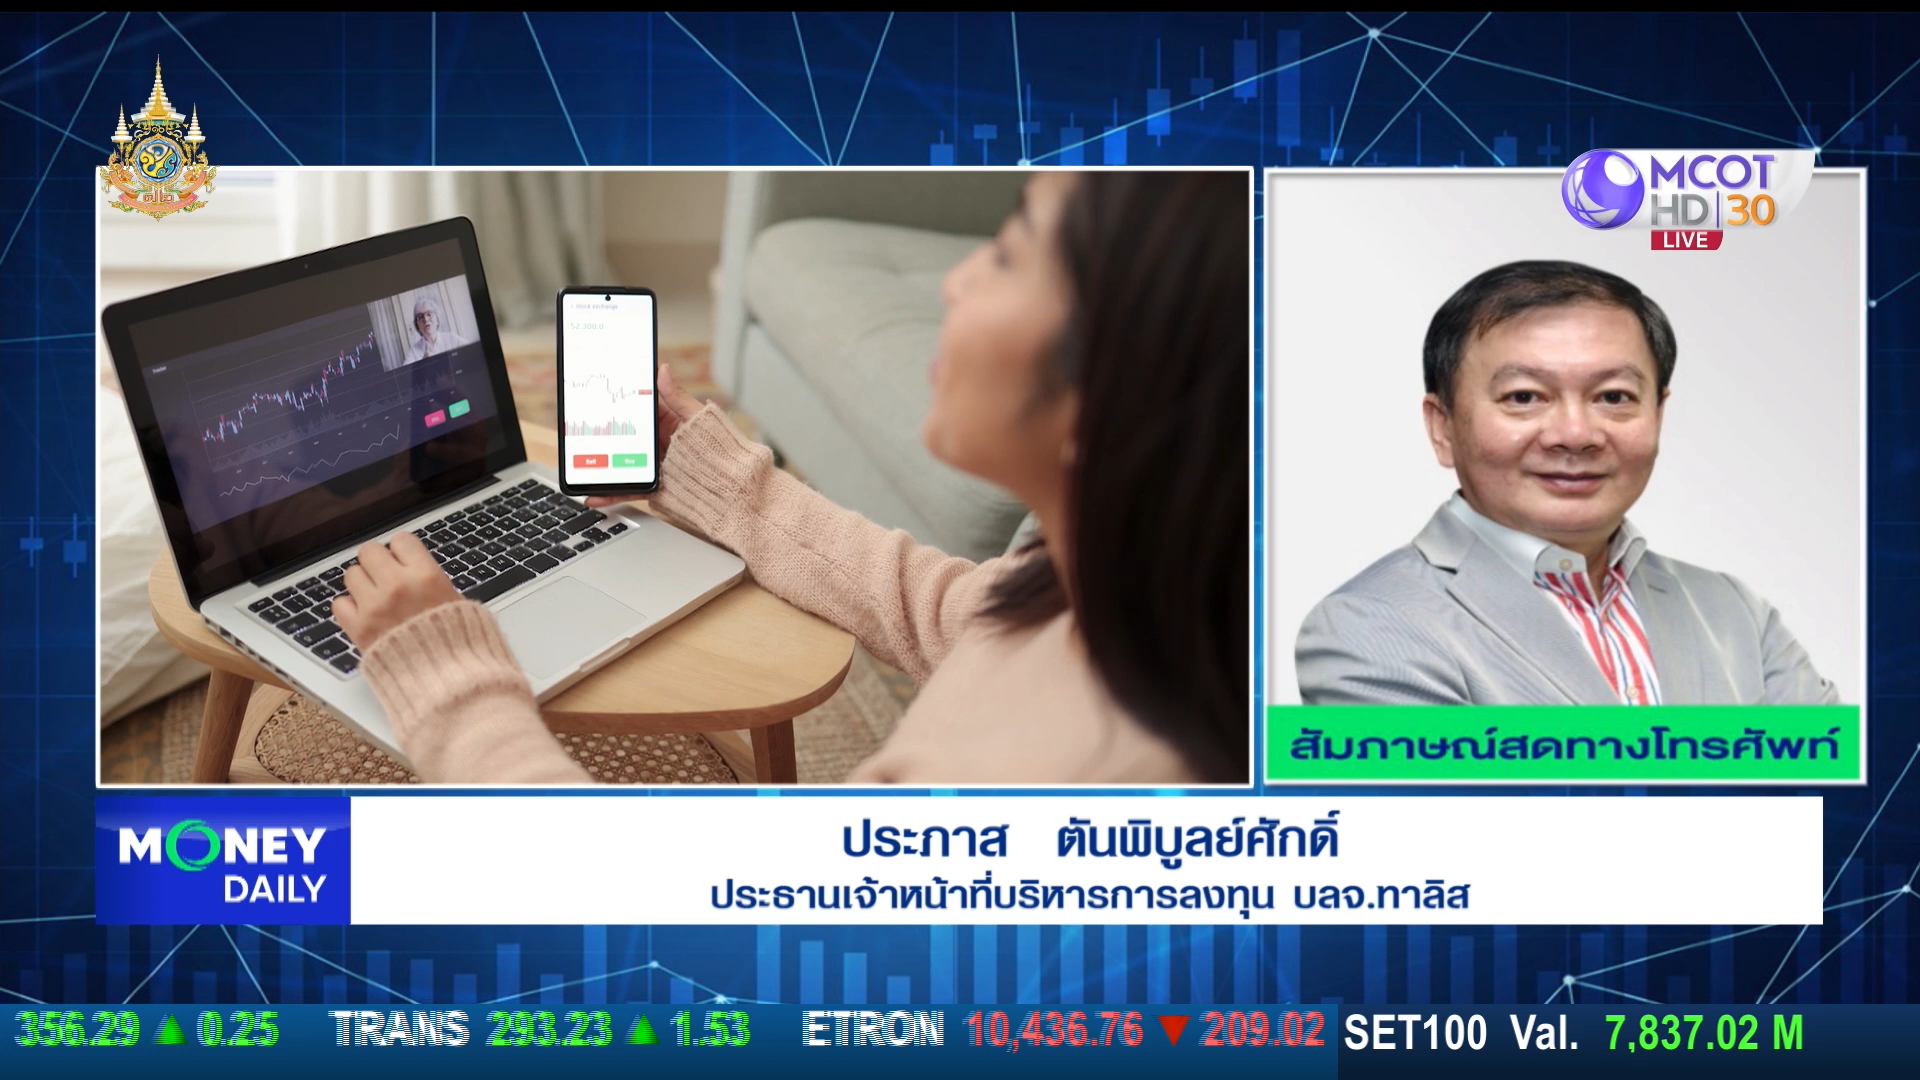 ๗๒
MCOT
HD 30
LIVE
สัมภาษณ์สดทางโทรศัพท์
MONEY
DAILY
ประภาส ตันพิบูลย์ศักดิ์
ประธานเจ้าหน้าที่บริหารการลงทุน บลจ.ทาลิส
356.29 ▲ 0.25 TRANS 293.23 ▲ 1.53 ETRON 10,436.76 ▼ 209.02 SET100 Val. 7,837.02 M